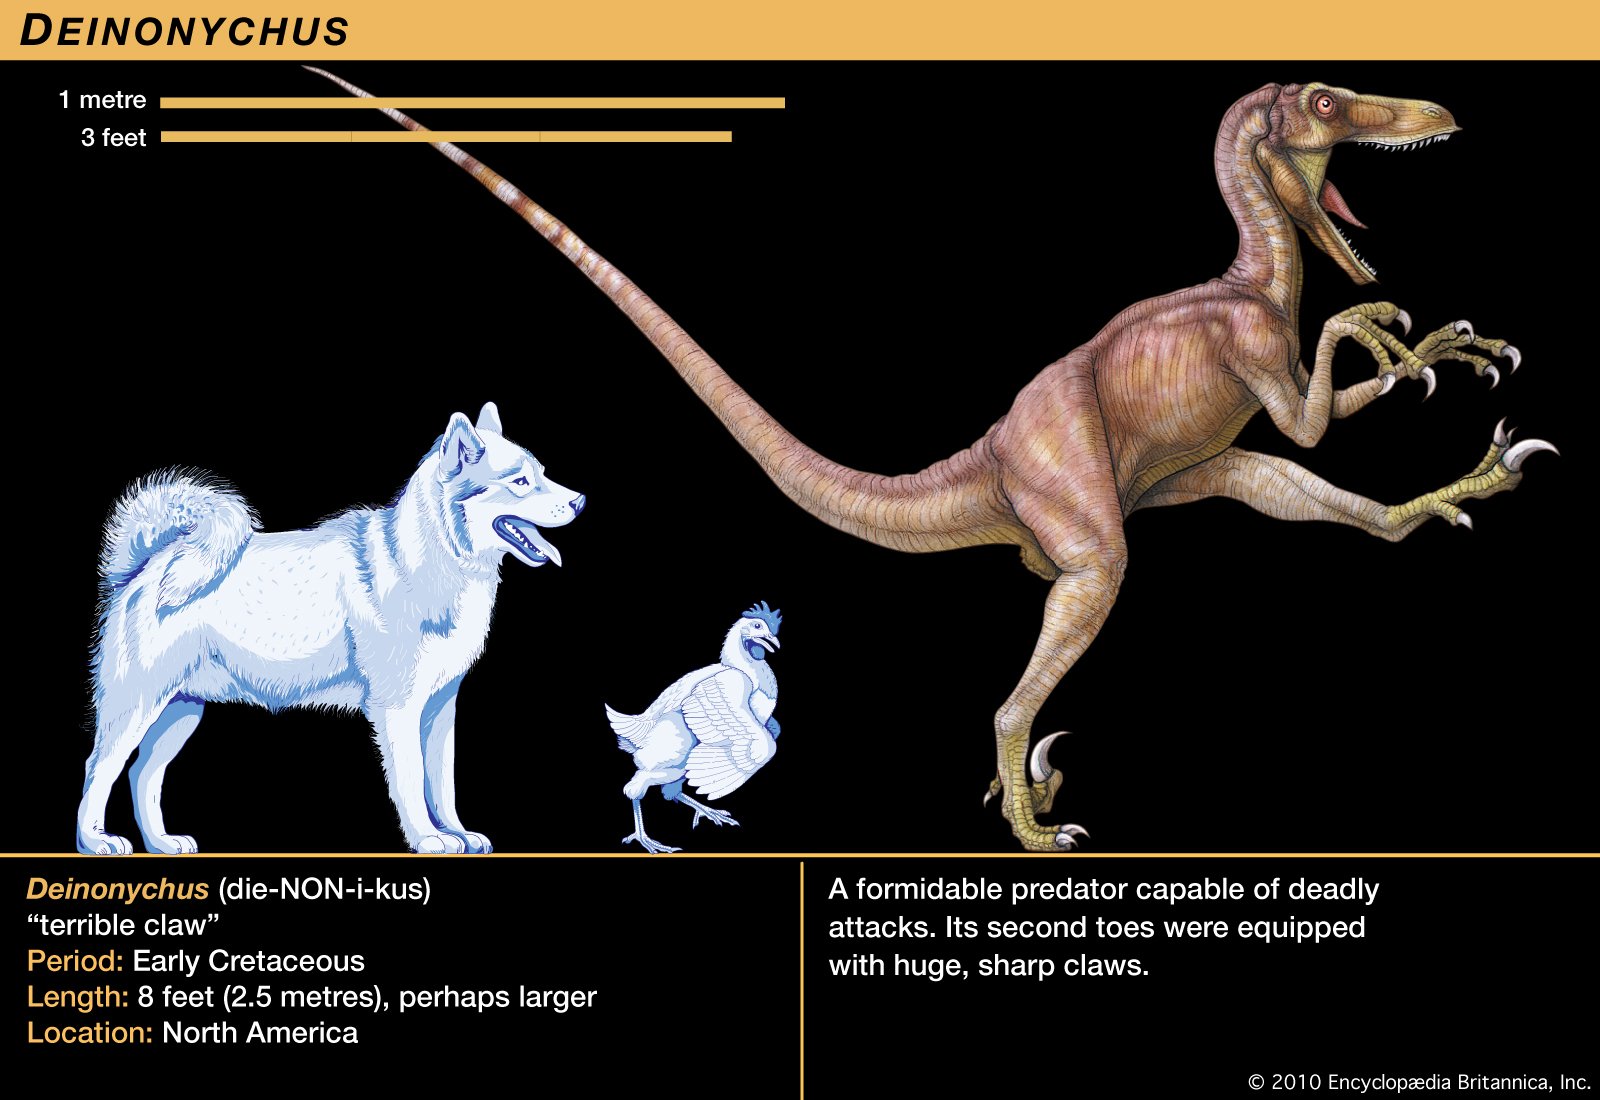 DEINONYCHUS
1 metre
3 feet
Deinonychus (die-NON-i-kus)
“terrible claw”
Period: Early Cretaceous
Length: 8 feet (2.5 metres), perhaps larger
Location: North America
A formidable predator capable of deadly
attacks. Its second toes were equipped
with huge, sharp claws.
© 2010 Encyclopædia Britannica, Inc.